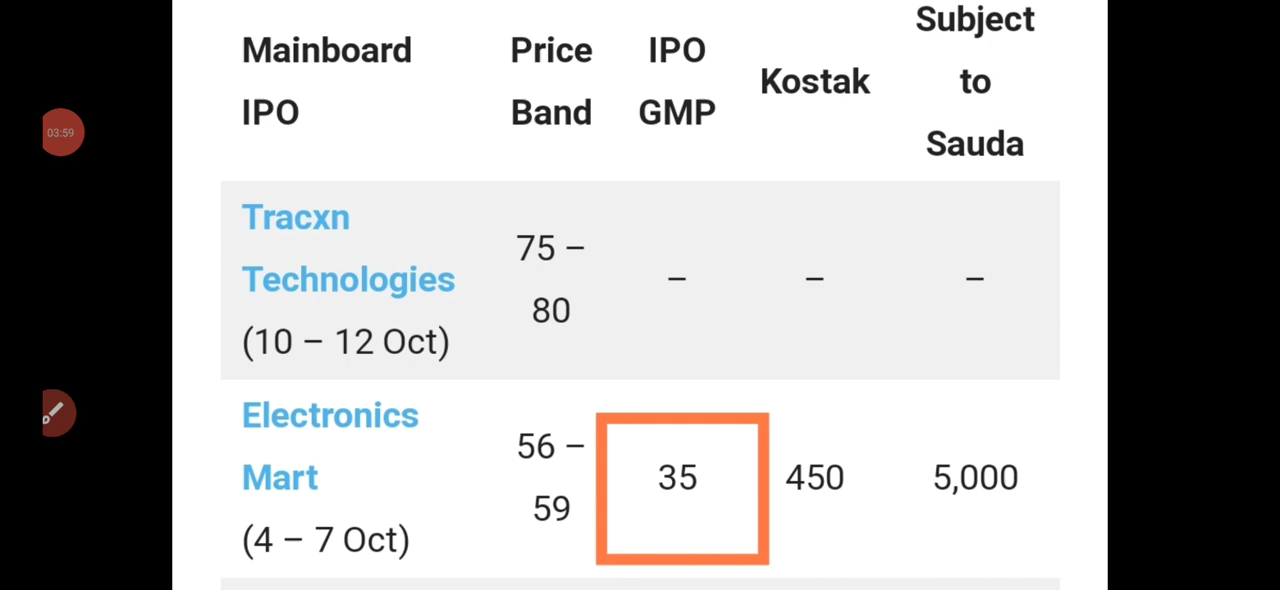 Mainboard IPO
Price Band
IPO GMP
Kostak
Subject to Sauda
03:59
Tracxn
Technologies
(10 – 12 Oct)
75 –
80
–
–
–
Electronics
Mart
(4 – 7 Oct)
56 –
59
35
450
5,000